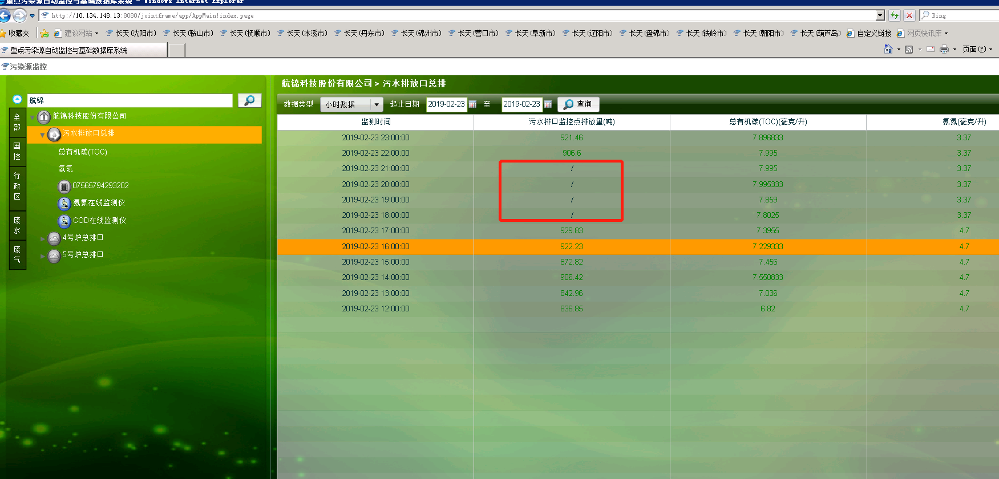 重点污染源自动监控与基础数据库系统 - Windows Internet Explorer
http://10.134.148.13:8080/jointframe/app/AppMain!index.page
Bing
收藏夹
建议网站
长天(沈阳市)
长天(鞍山市)
长天(抚顺市)
长天(本溪市)
长天(丹东市)
长天(锦州市)
长天(营口市)
长天(阜新市)
长天(辽阳市)
长天(盘锦市)
长天(铁岭市)
长天(朝阳市)
长天(葫芦岛)
自定义链接
网页快讯库
重点污染源自动监控与基础数据库系统
页面(P)
污染源监控
航锦
全部
国控
行政区
废水
废气
航锦科技股份有限公司
污水排放口总排
总有机碳(TOC)
氨氮
07565794293202
氨氮在线监测仪
COD在线监测仪
4号炉总排口
5号炉总排口
航锦科技股份有限公司 > 污水排放口总排
数据类型 小时数据 起止日期 2019-02-23 至 2019-02-23 查询
监测时间 污水排口监控点排放量(吨) 总有机碳(TOC)(毫克/升) 氨氮(毫克/升)
2019-02-23 23:00:00 921.46 7.896833 3.37
2019-02-23 22:00:00 906.6 7.995 3.37
2019-02-23 21:00:00 / 7.995 3.37
2019-02-23 20:00:00 / 7.995333 3.37
2019-02-23 19:00:00 / 7.859 3.37
2019-02-23 18:00:00 / 7.8025 3.37
2019-02-23 17:00:00 929.83 7.3955 4.7
2019-02-23 16:00:00 922.23 7.229333 4.7
2019-02-23 15:00:00 872.82 7.456 4.7
2019-02-23 14:00:00 906.42 7.550833 4.7
2019-02-23 13:00:00 842.96 7.036 4.7
2019-02-23 12:00:00 836.85 6.82 4.7